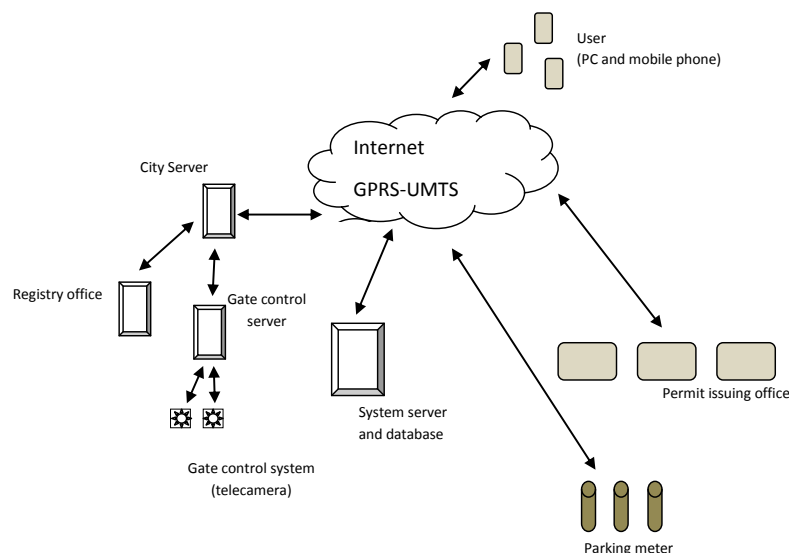 User
(PC and mobile phone)
Internet
GPRS-UMTS
City Server
Registry office
Gate control
server
System server
and database
Permit issuing office
Gate control system
(telecamera)
Parking meter